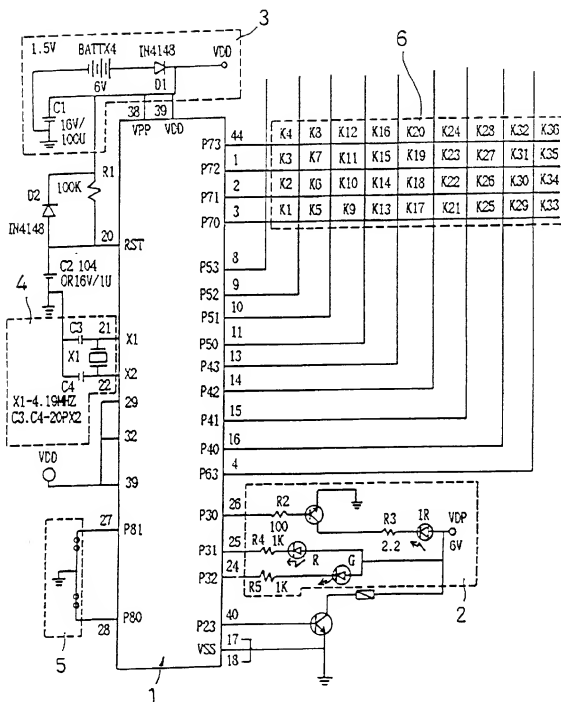 3
1.5V BATTX4 IN4148 VDD
6V D1
C1
16V/
100U
38 39
VPP VDD
6
P73 44 K4 K8 K12 K16 K20 K24 K28 K32 K36
P72 1 K3 K7 K11 K15 K19 K23 K27 K31 K35
P71 2 K2 K6 K10 K14 K18 K22 K26 K30 K34
P70 3 K1 K5 K9 K13 K17 K21 K25 K29 K33
D2 100K R1
IN4148
20 RST
P53 8
P52 9
P51 10
P50 11
P43 13
P42 14
P41 15
P40 16
P63 4
C2 104
OR16V/1U
4
C3 21 X1
X1
C4 22 X2
X1-4.19MHZ
C3.C4-20PX2
29
32
VDD
39
27 P81
P80
28
5
P30 26 R2
100
R3 IR VDP
2.2 6V
P31 25 R4 1K R
P32 24 R5 1K G
2
P23 40
VSS 17
18
1